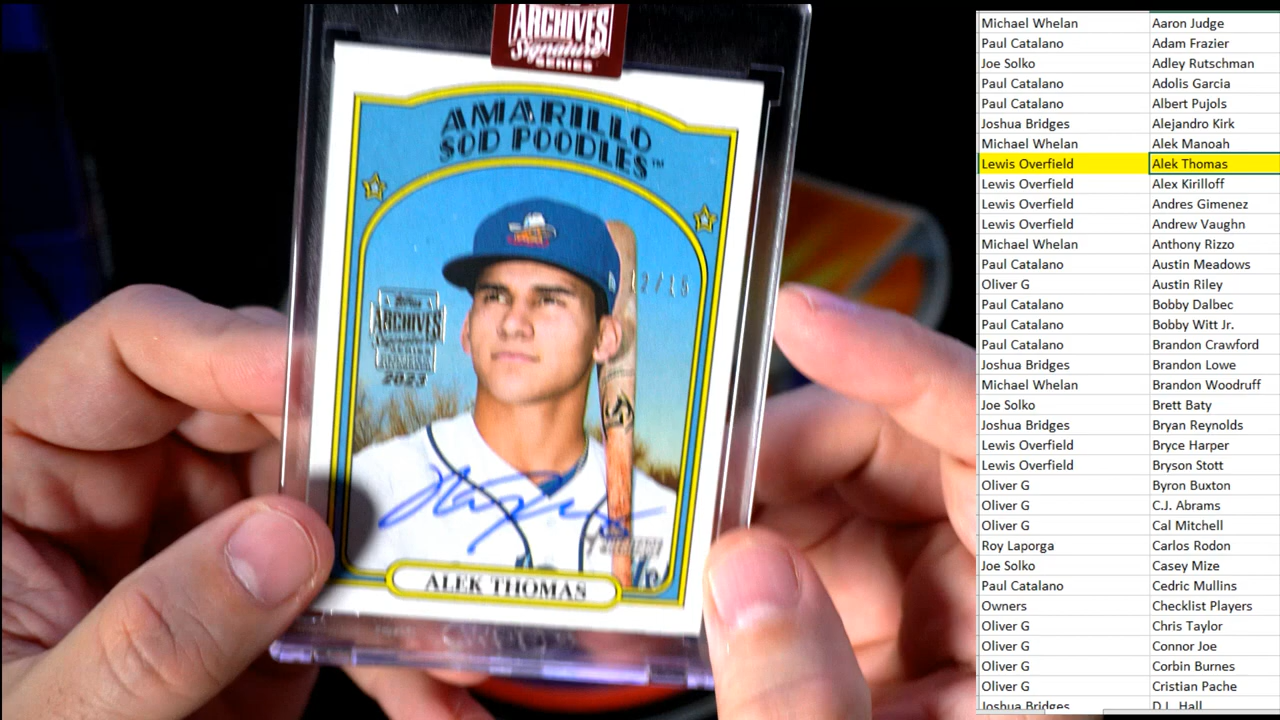 ARCHIVES
Signature
SERIES
AMARILLO
SOD POODLES™
12/15
Topps
ARCHIVES
2023
ALEK THOMAS
Michael Whelan Aaron Judge
Paul Catalano Adam Frazier
Joe Solko Adley Rutschman
Paul Catalano Adolis Garcia
Paul Catalano Albert Pujols
Joshua Bridges Alejandro Kirk
Michael Whelan Alek Manoah
Lewis Overfield Alek Thomas
Lewis Overfield Alex Kirilloff
Lewis Overfield Andres Gimenez
Lewis Overfield Andrew Vaughn
Michael Whelan Anthony Rizzo
Paul Catalano Austin Meadows
Oliver G Austin Riley
Paul Catalano Bobby Dalbec
Paul Catalano Bobby Witt Jr.
Paul Catalano Brandon Crawford
Joshua Bridges Brandon Lowe
Michael Whelan Brandon Woodruff
Joe Solko Brett Baty
Joshua Bridges Bryan Reynolds
Lewis Overfield Bryce Harper
Lewis Overfield Bryson Stott
Oliver G Byron Buxton
Oliver G C.J. Abrams
Oliver G Cal Mitchell
Roy Laporga Carlos Rodon
Joe Solko Casey Mize
Paul Catalano Cedric Mullins
Owners Checklist Players
Oliver G Chris Taylor
Oliver G Connor Joe
Oliver G Corbin Burnes
Oliver G Cristian Pache
Joshua Bridges D.L. Hall